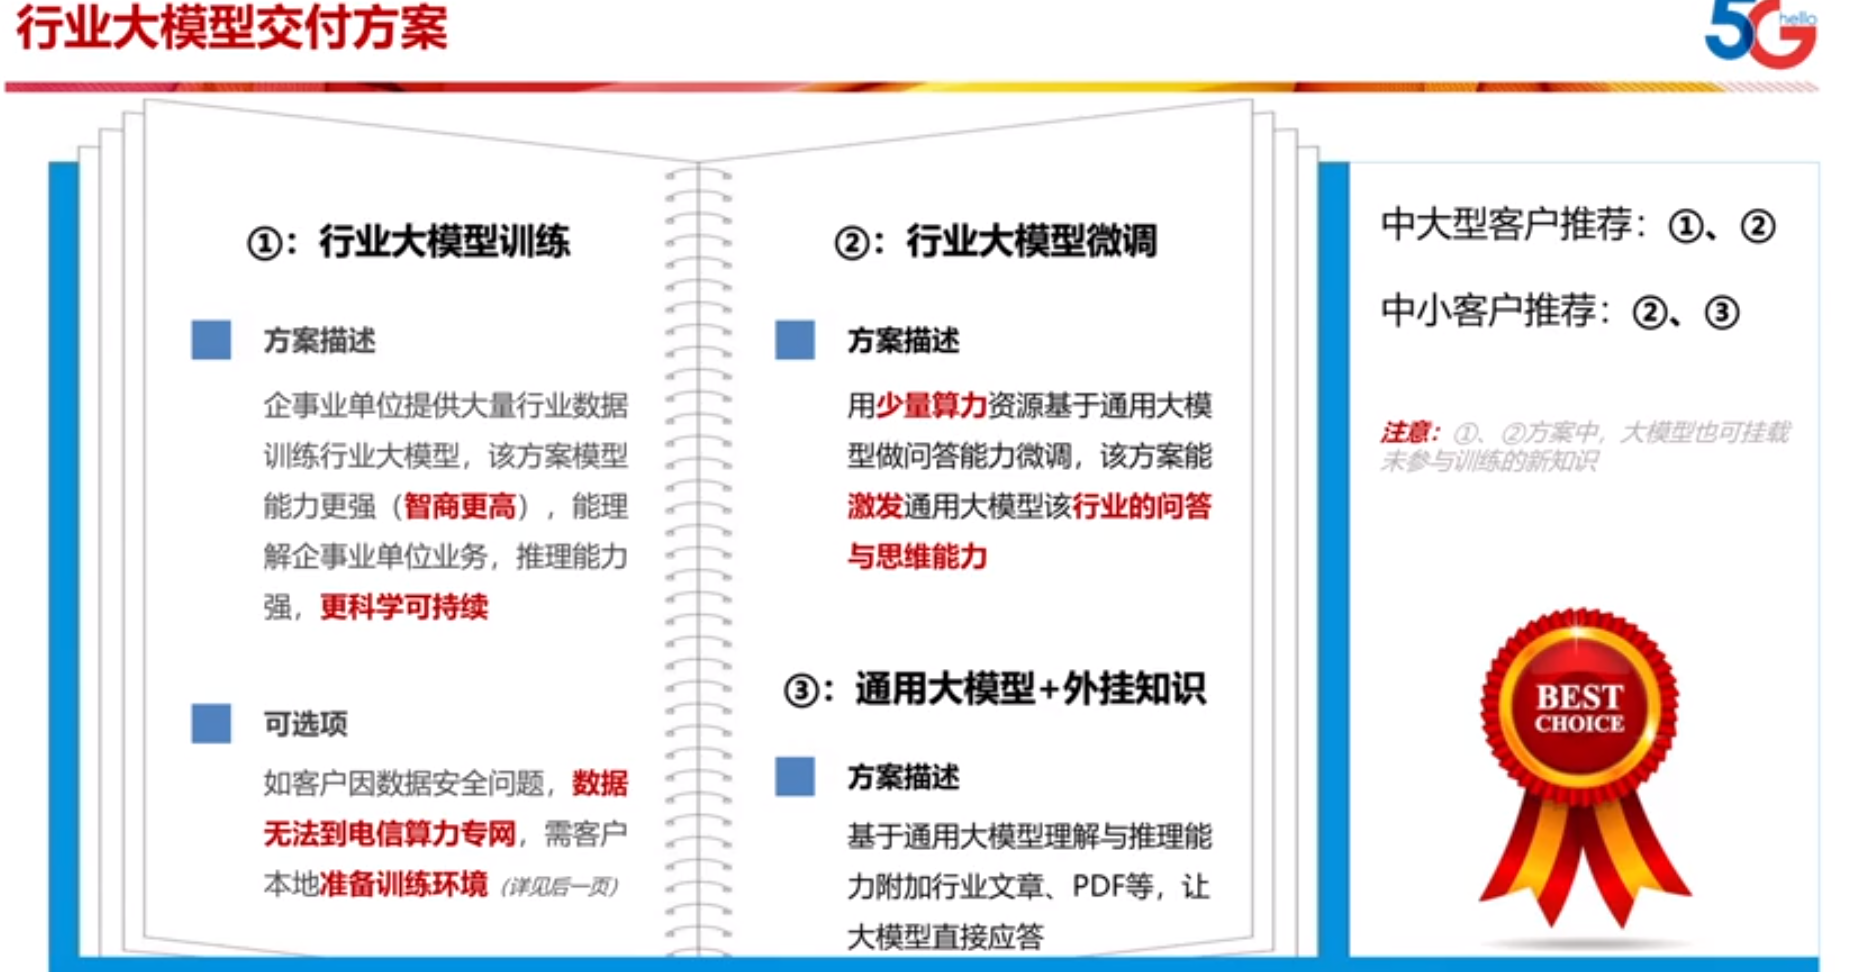 行业大模型交付方案
5G hello
①：行业大模型训练
方案描述
企事业单位提供大量行业数据
训练行业大模型，该方案模型
能力更强（智商更高），能理
解企事业单位业务，推理能力
强，更科学可持续
可选项
如客户因数据安全问题，数据
无法到电信算力专网，需客户
本地准备训练环境（详见后一页）
②：行业大模型微调
方案描述
用少量算力资源基于通用大模
型做问答能力微调，该方案能
激发通用大模型该行业的问答
与思维能力
③：通用大模型+外挂知识
方案描述
基于通用大模型理解与推理能
力附加行业文章、PDF等，让
大模型直接应答
中大型客户推荐：①、②
中小客户推荐：②、③
注意：①、②方案中，大模型也可挂载
未参与训练的新知识
BEST
CHOICE